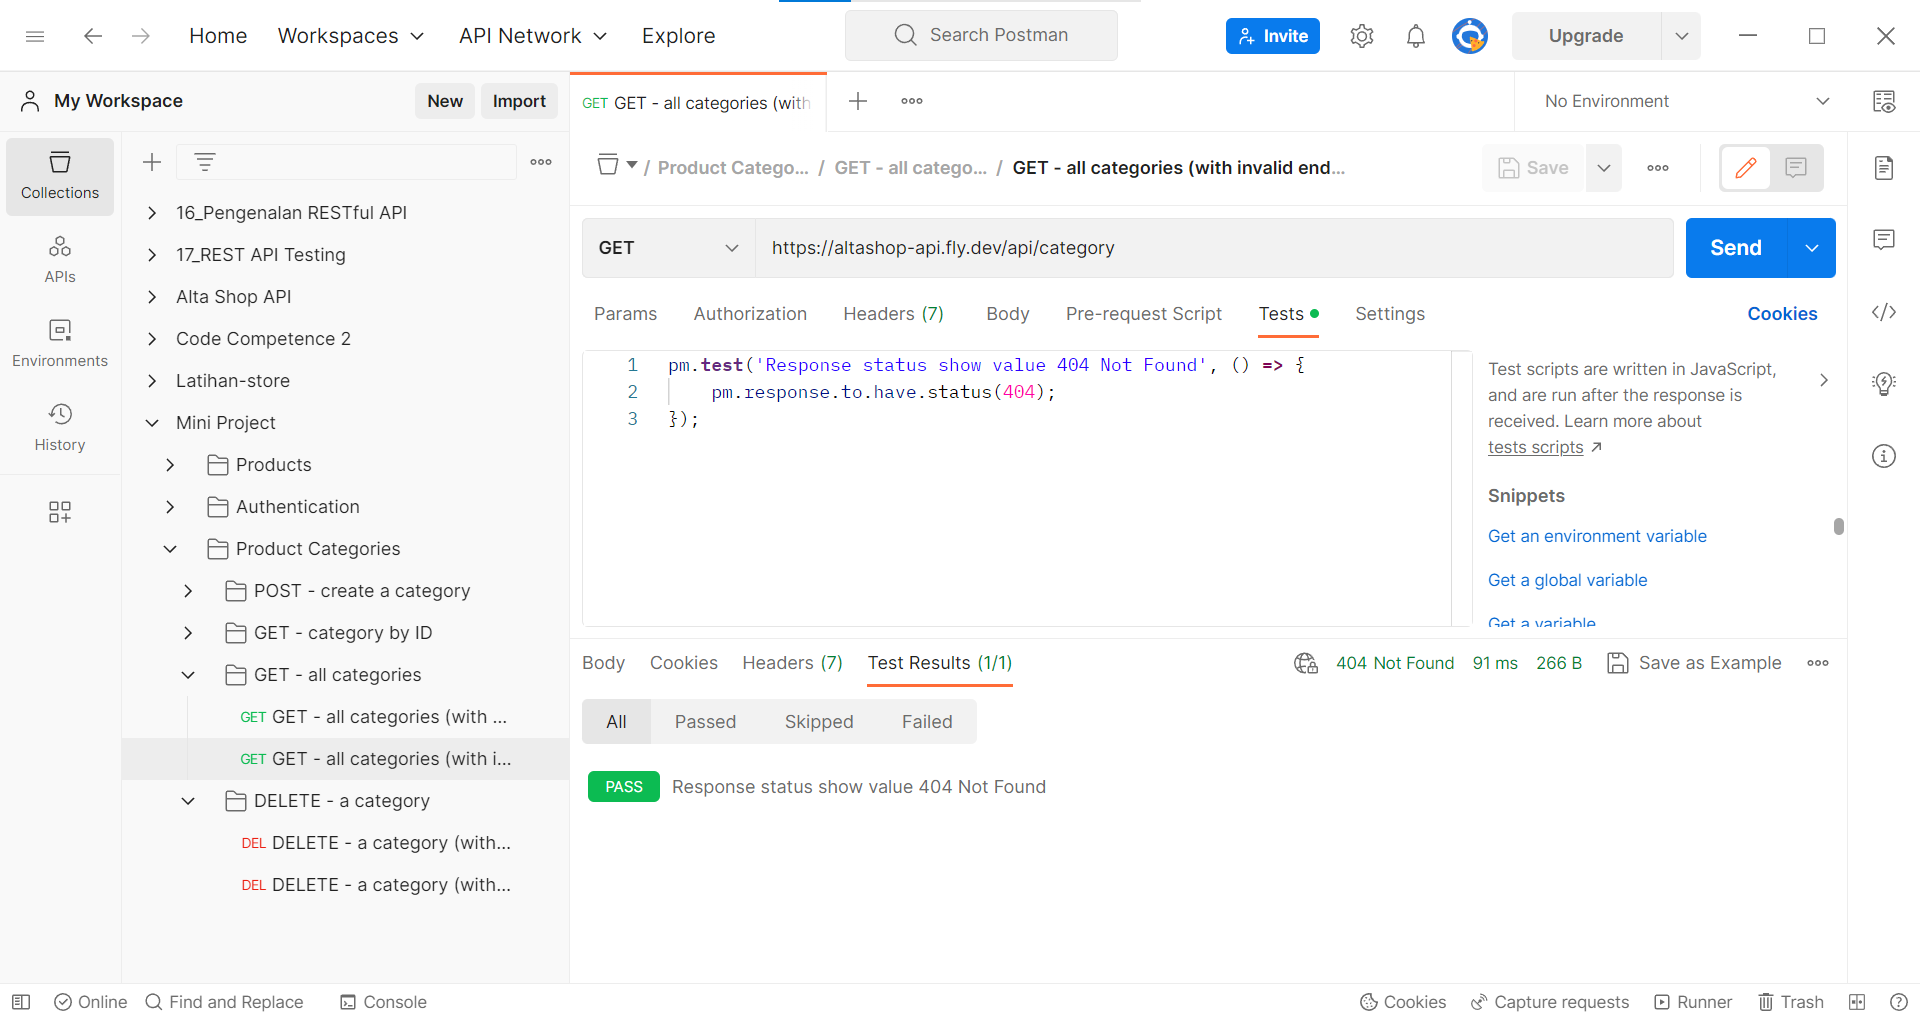 Home Workspaces API Network Explore Search Postman Invite Upgrade
My Workspace New Import
GET GET - all categories (with
No Environment
Collections
APIs
Environments
History
16_Pengenalan RESTful API
17_REST API Testing
Alta Shop API
Code Competence 2
Latihan-store
Mini Project
Products
Authentication
Product Categories
POST - create a category
GET - category by ID
GET - all categories
GET GET - all categories (with ...
GET GET - all categories (with i...
DELETE - a category
DEL DELETE - a category (with...
DEL DELETE - a category (with...
/ Product Catego... / GET - all catego... / GET - all categories (with invalid end... Save
GET https://altashop-api.fly.dev/api/category Send
Params Authorization Headers (7) Body Pre-request Script Tests Settings Cookies
1 pm.test('Response status show value 404 Not Found', () => {
2 pm.response.to.have.status(404);
3 });
Test scripts are written in JavaScript,
and are run after the response is
received. Learn more about
tests scripts
Snippets
Get an environment variable
Get a global variable
Get a variable
Body Cookies Headers (7) Test Results (1/1) 404 Not Found 91 ms 266 B Save as Example
All Passed Skipped Failed
PASS Response status show value 404 Not Found
Online Find and Replace Console Cookies Capture requests Runner Trash